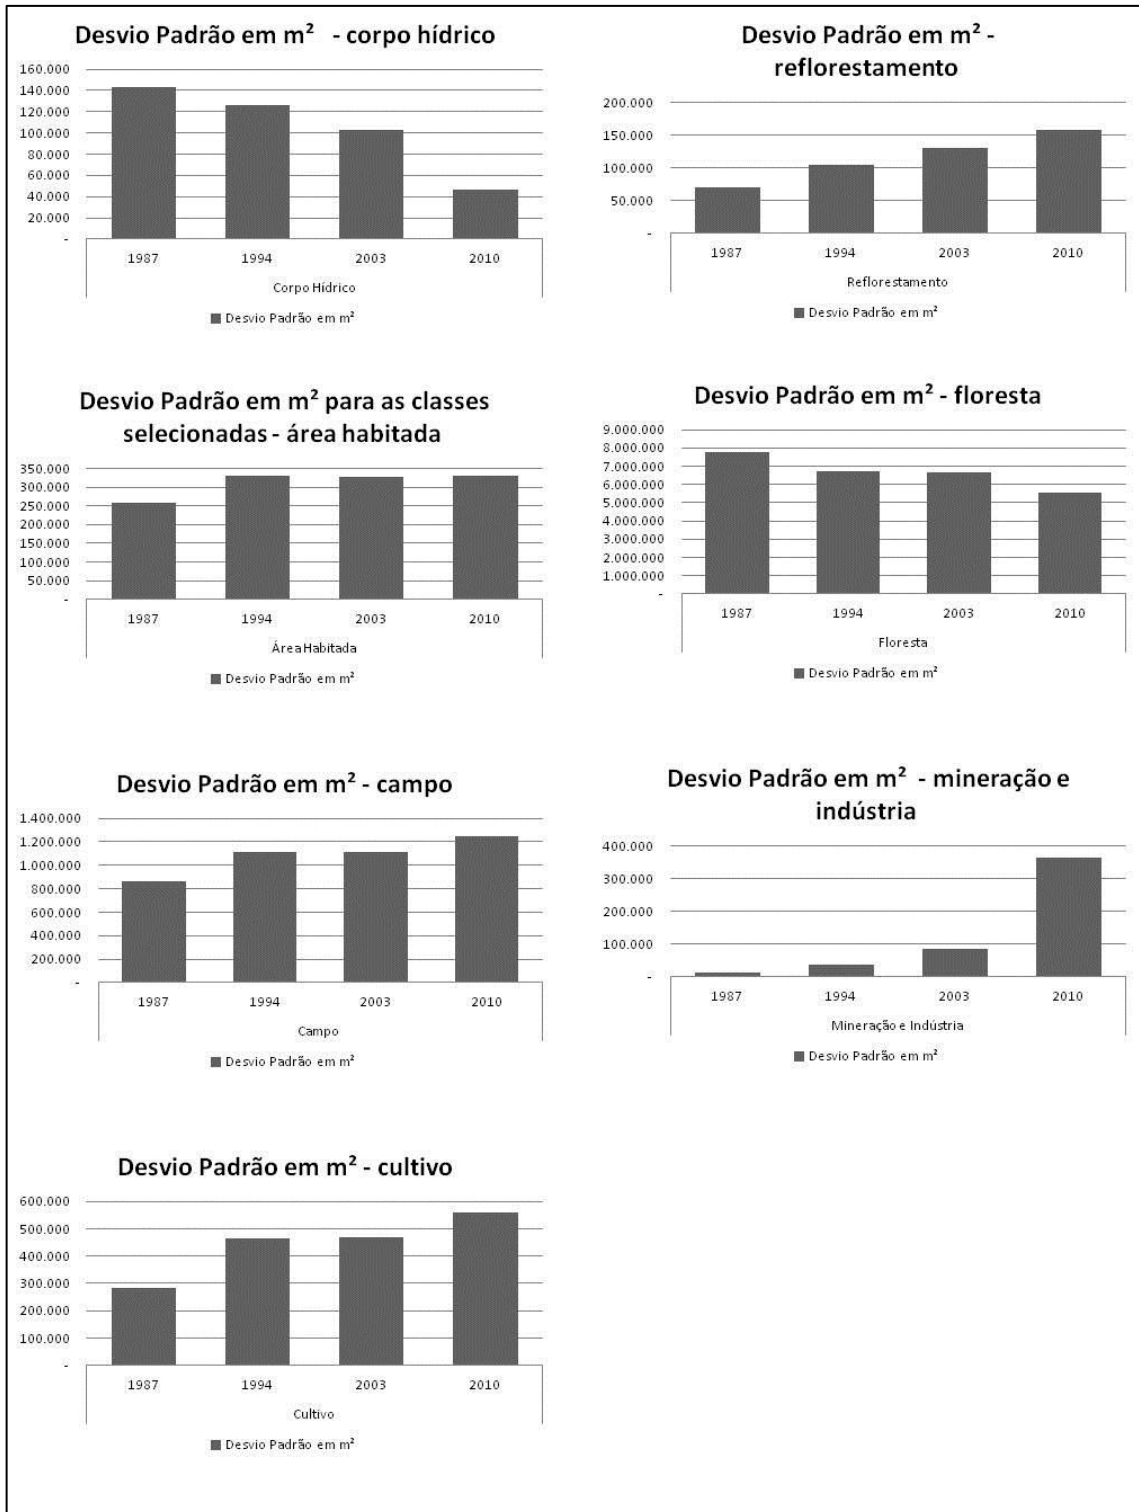 Desvio Padrão em m² - corpo hídrico
160.000
140.000
120.000
100.000
80.000
60.000
40.000
20.000
-
1987 1994 2003 2010
Corpo Hídrico
Desvio Padrão em m²
Desvio Padrão em m² -
reflorestamento
200.000
150.000
100.000
50.000
-
1987 1994 2003 2010
Reflorestamento
Desvio Padrão em m²
Desvio Padrão em m² para as classes
selecionadas - área habitada
350.000
300.000
250.000
200.000
150.000
100.000
50.000
-
1987 1994 2003 2010
Área Habitada
Desvio Padrão em m²
Desvio Padrão em m² - floresta
9.000.000
8.000.000
7.000.000
6.000.000
5.000.000
4.000.000
3.000.000
2.000.000
1.000.000
-
1987 1994 2003 2010
Floresta
Desvio Padrão em m²
Desvio Padrão em m² - campo
1.400.000
1.200.000
1.000.000
800.000
600.000
400.000
200.000
-
1987 1994 2003 2010
Campo
Desvio Padrão em m²
Desvio Padrão em m² - mineração e
indústria
400.000
300.000
200.000
100.000
-
1987 1994 2003 2010
Mineração e Indústria
Desvio Padrão em m²
Desvio Padrão em m² - cultivo
600.000
500.000
400.000
300.000
200.000
100.000
-
1987 1994 2003 2010
Cultivo
Desvio Padrão em m²